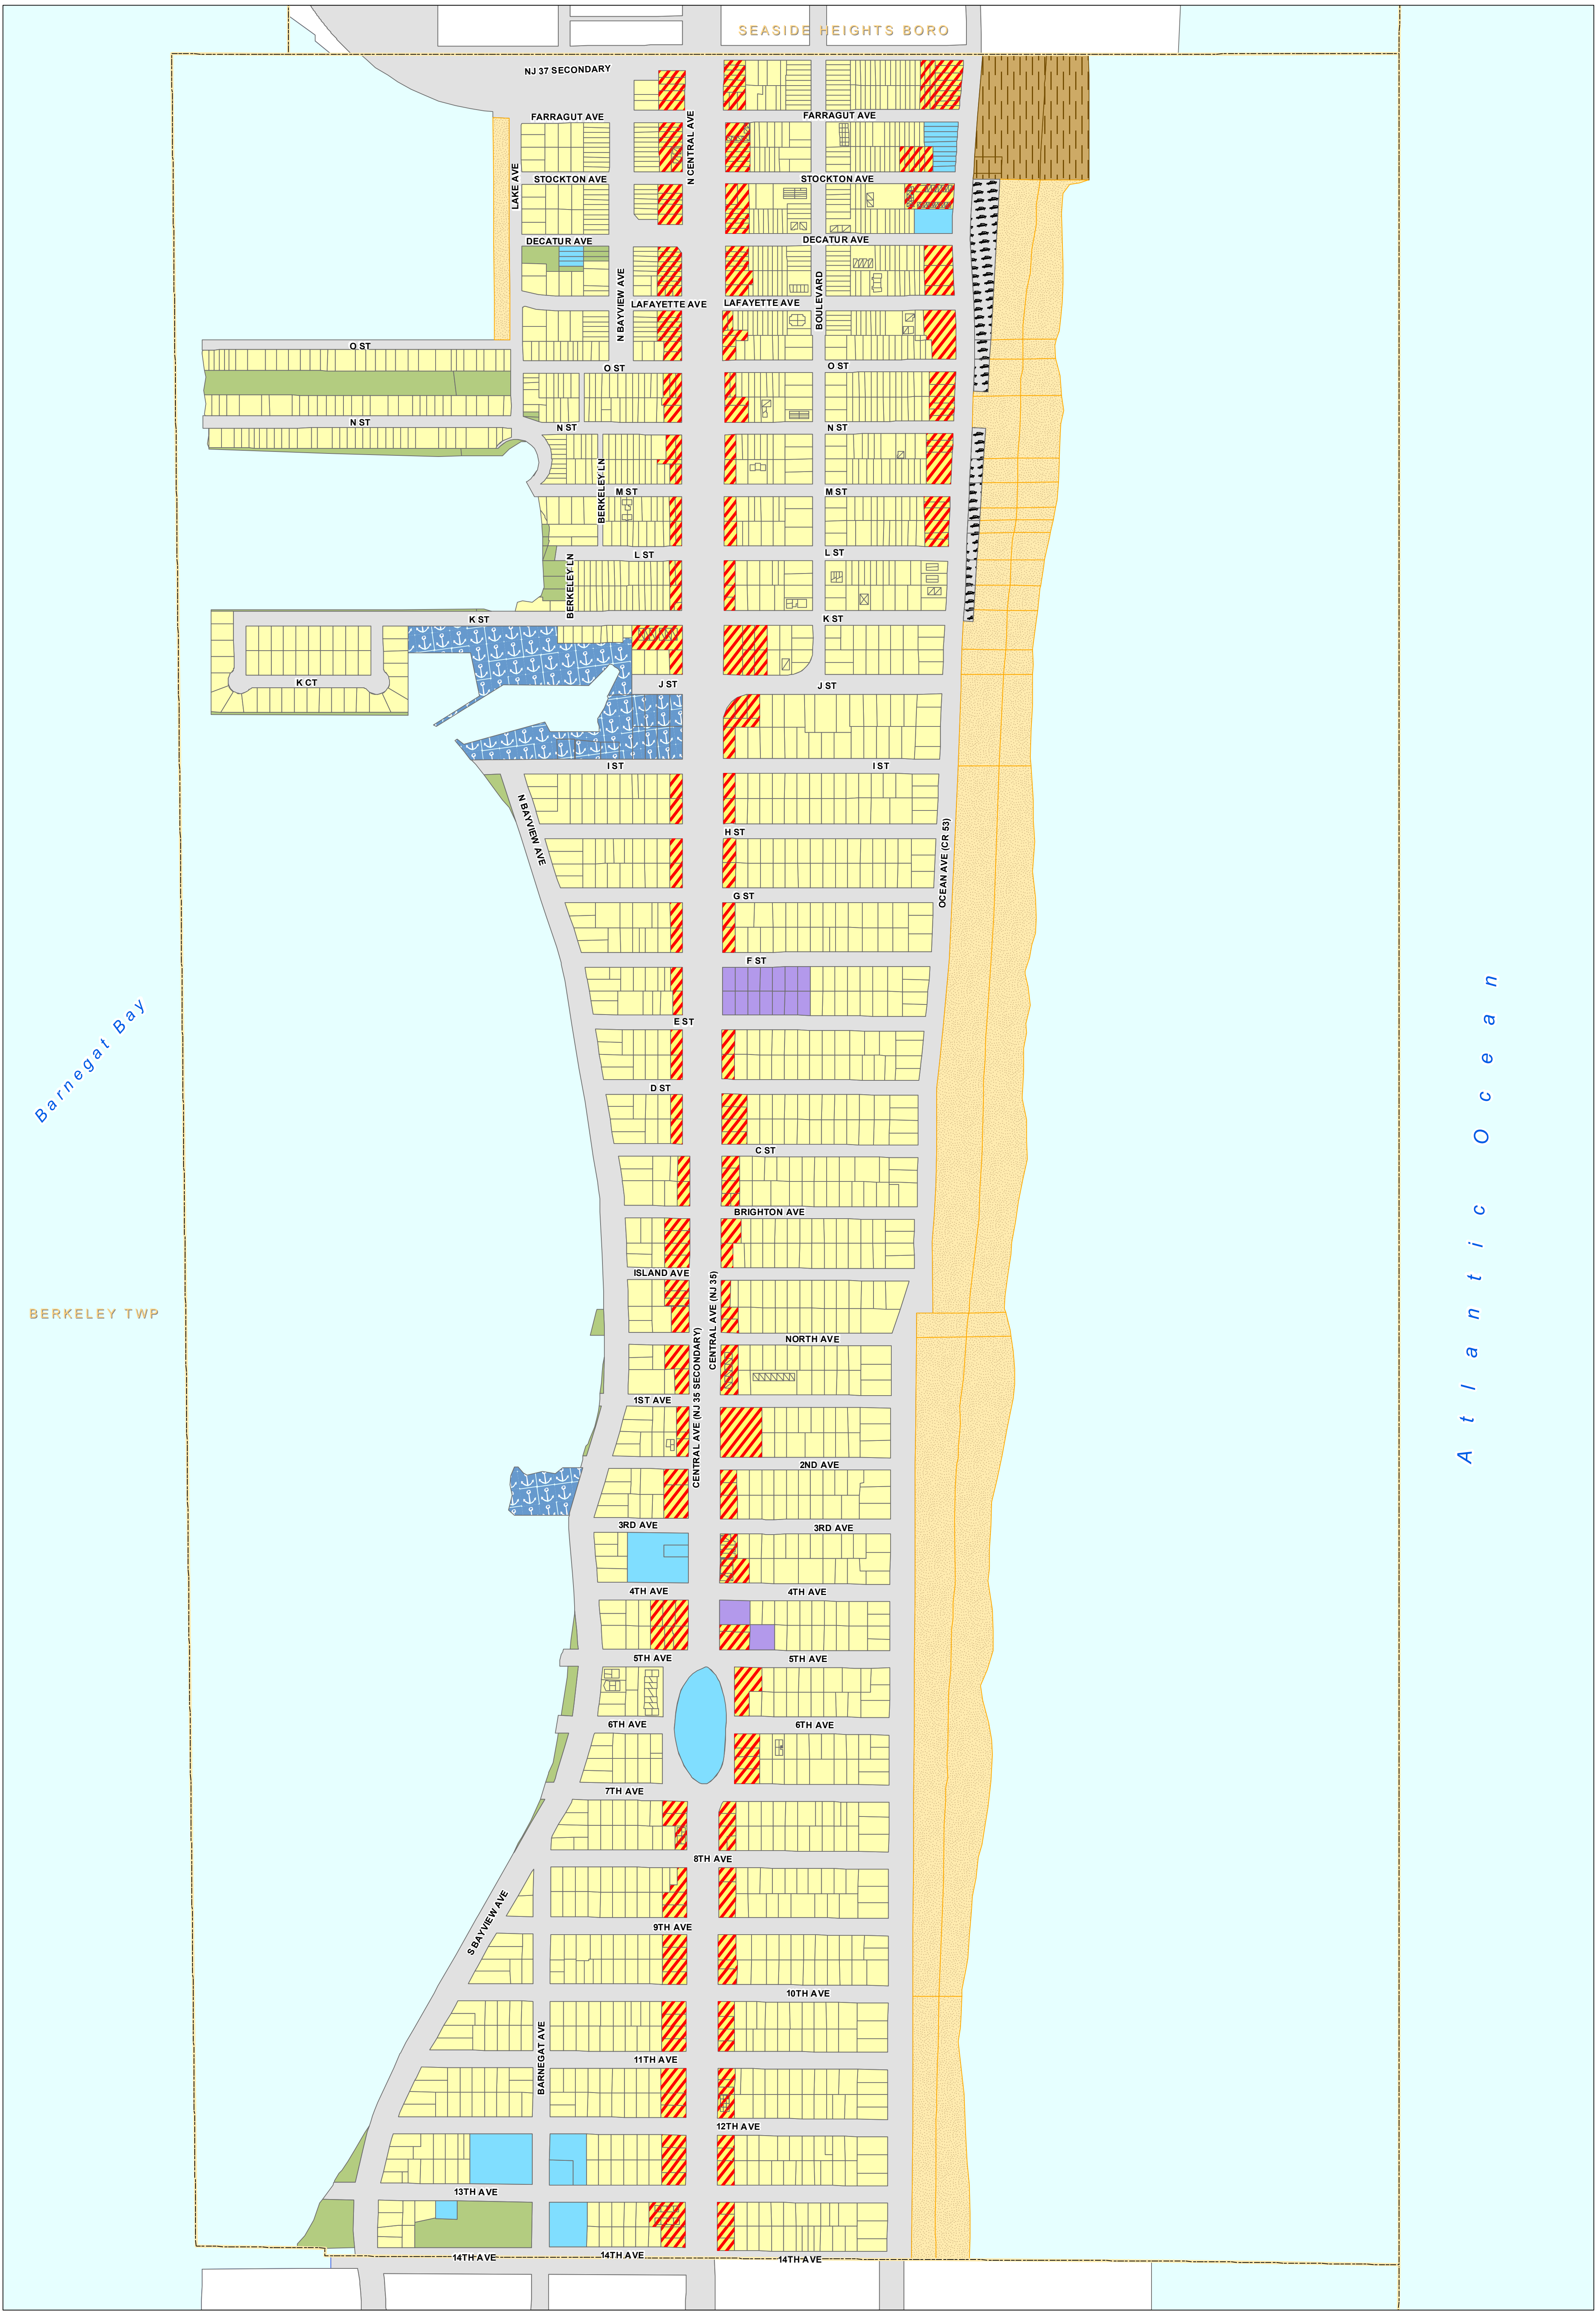 SEASIDE HEIGHTS BORO
NJ 37 SECONDARY
FARRAGUT AVE
FARRAGUT AVE
N CENTRAL AVE
LAKE AVE
STOCKTON AVE
STOCKTON AVE
DECATUR AVE
DECATUR AVE
N BAYVIEW AVE
BOULEVARD
LAFAYETTE AVE
LAFAYETTE AVE
O ST
O ST
O ST
N ST
N ST
N ST
BERKELEY LN
M ST
M ST
L ST
L ST
BERKELEY LN
K ST
K ST
K CT
J ST
J ST
I ST
I ST
N BAYVIEW AVE
H ST
OCEAN AVE (CR 53)
G ST
F ST
E ST
Barnegat Bay
Atlantic Ocean
D ST
C ST
BRIGHTON AVE
ISLAND AVE
CENTRAL AVE (NJ 35)
BERKELEY TWP
NORTH AVE
CENTRAL AVE (NJ 35 SECONDARY)
1ST AVE
2ND AVE
3RD AVE
3RD AVE
4TH AVE
4TH AVE
5TH AVE
5TH AVE
6TH AVE
6TH AVE
7TH AVE
8TH AVE
S BAYVIEW AVE
9TH AVE
10TH AVE
BARNEGAT AVE
11TH AVE
12TH AVE
13TH AVE
14TH AVE
14TH AVE
14TH AVE